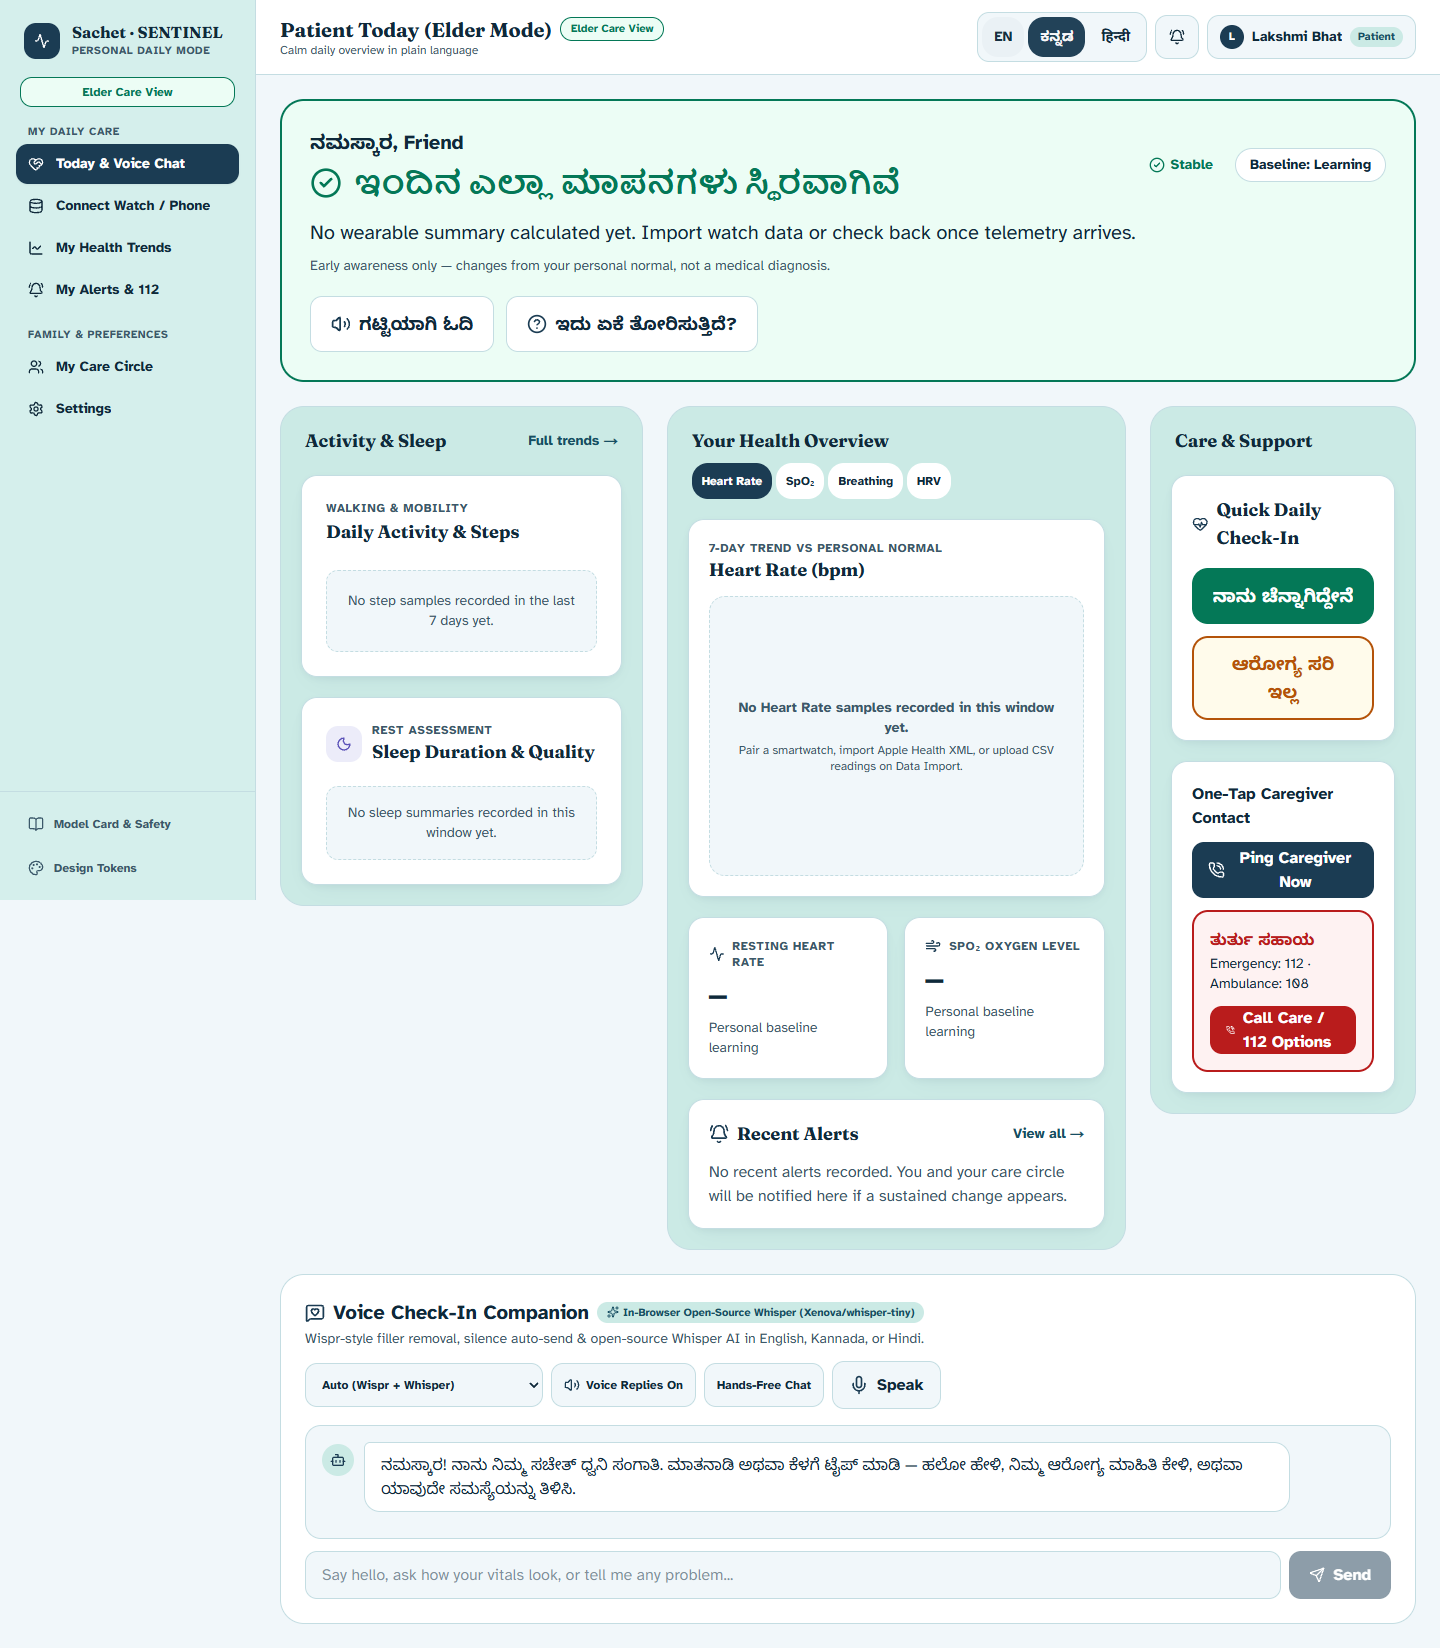 Sachet · SENTINEL
PERSONAL DAILY MODE
Elder Care View
MY DAILY CARE
Today & Voice Chat
Connect Watch / Phone
My Health Trends
My Alerts & 112
FAMILY & PREFERENCES
My Care Circle
Settings
Model Card & Safety
Design Tokens
Patient Today (Elder Mode)
Elder Care View
Calm daily overview in plain language
EN
ಕನ್ನಡ
हिन्दी
L
Lakshmi Bhat
Patient
ನಮಸ್ಕಾರ, Friend
ಇಂದಿನ ಎಲ್ಲಾ ಮಾಪನಗಳು ಸ್ಥಿರವಾಗಿವೆ
Stable
Baseline: Learning
No wearable summary calculated yet. Import watch data or check back once telemetry arrives.
Early awareness only — changes from your personal normal, not a medical diagnosis.
ಗಟ್ಟಿಯಾಗಿ ಓದಿ
ಇದು ಏಕೆ ತೋರಿಸುತ್ತಿದೆ?
Activity & Sleep
Full trends →
WALKING & MOBILITY
Daily Activity & Steps
No step samples recorded in the last
7 days yet.
REST ASSESSMENT
Sleep Duration & Quality
No sleep summaries recorded in this
window yet.
Your Health Overview
Heart Rate
SpO₂
Breathing
HRV
7-DAY TREND VS PERSONAL NORMAL
Heart Rate (bpm)
No Heart Rate samples recorded in this window
yet.
Pair a smartwatch, import Apple Health XML, or upload CSV
readings on Data Import.
RESTING HEART
RATE
—
Personal baseline
learning
SPO₂ OXYGEN LEVEL
—
Personal baseline
learning
Recent Alerts
View all →
No recent alerts recorded. You and your care circle
will be notified here if a sustained change appears.
Care & Support
Quick Daily
Check-In
ನಾನು ಚೆನ್ನಾಗಿದ್ದೇನೆ
ಆರೋಗ್ಯ ಸರಿ
ಇಲ್ಲ
One-Tap Caregiver
Contact
Ping Caregiver
Now
ತುರ್ತು ಸಹಾಯ
Emergency: 112 ·
Ambulance: 108
Call Care /
112 Options
Voice Check-In Companion
In-Browser Open-Source Whisper (Xenova/whisper-tiny)
Wispr-style filler removal, silence auto-send & open-source Whisper AI in English, Kannada, or Hindi.
Auto (Wispr + Whisper)
Voice Replies On
Hands-Free Chat
Speak
ನಮಸ್ಕಾರ! ನಾನು ನಿಮ್ಮ ಸಚೇತ್ ಧ್ವನಿ ಸಂಗಾತಿ. ಮಾತನಾಡಿ ಅಥವಾ ಕೆಳಗೆ ಟೈಪ್ ಮಾಡಿ — ಹಲೋ ಹೇಳಿ, ನಿಮ್ಮ ಆರೋಗ್ಯ ಮಾಹಿತಿ ಕೇಳಿ, ಅಥವಾ
ಯಾವುದೇ ಸಮಸ್ಯೆಯನ್ನು ತಿಳಿಸಿ.
Say hello, ask how your vitals look, or tell me any problem...
Send